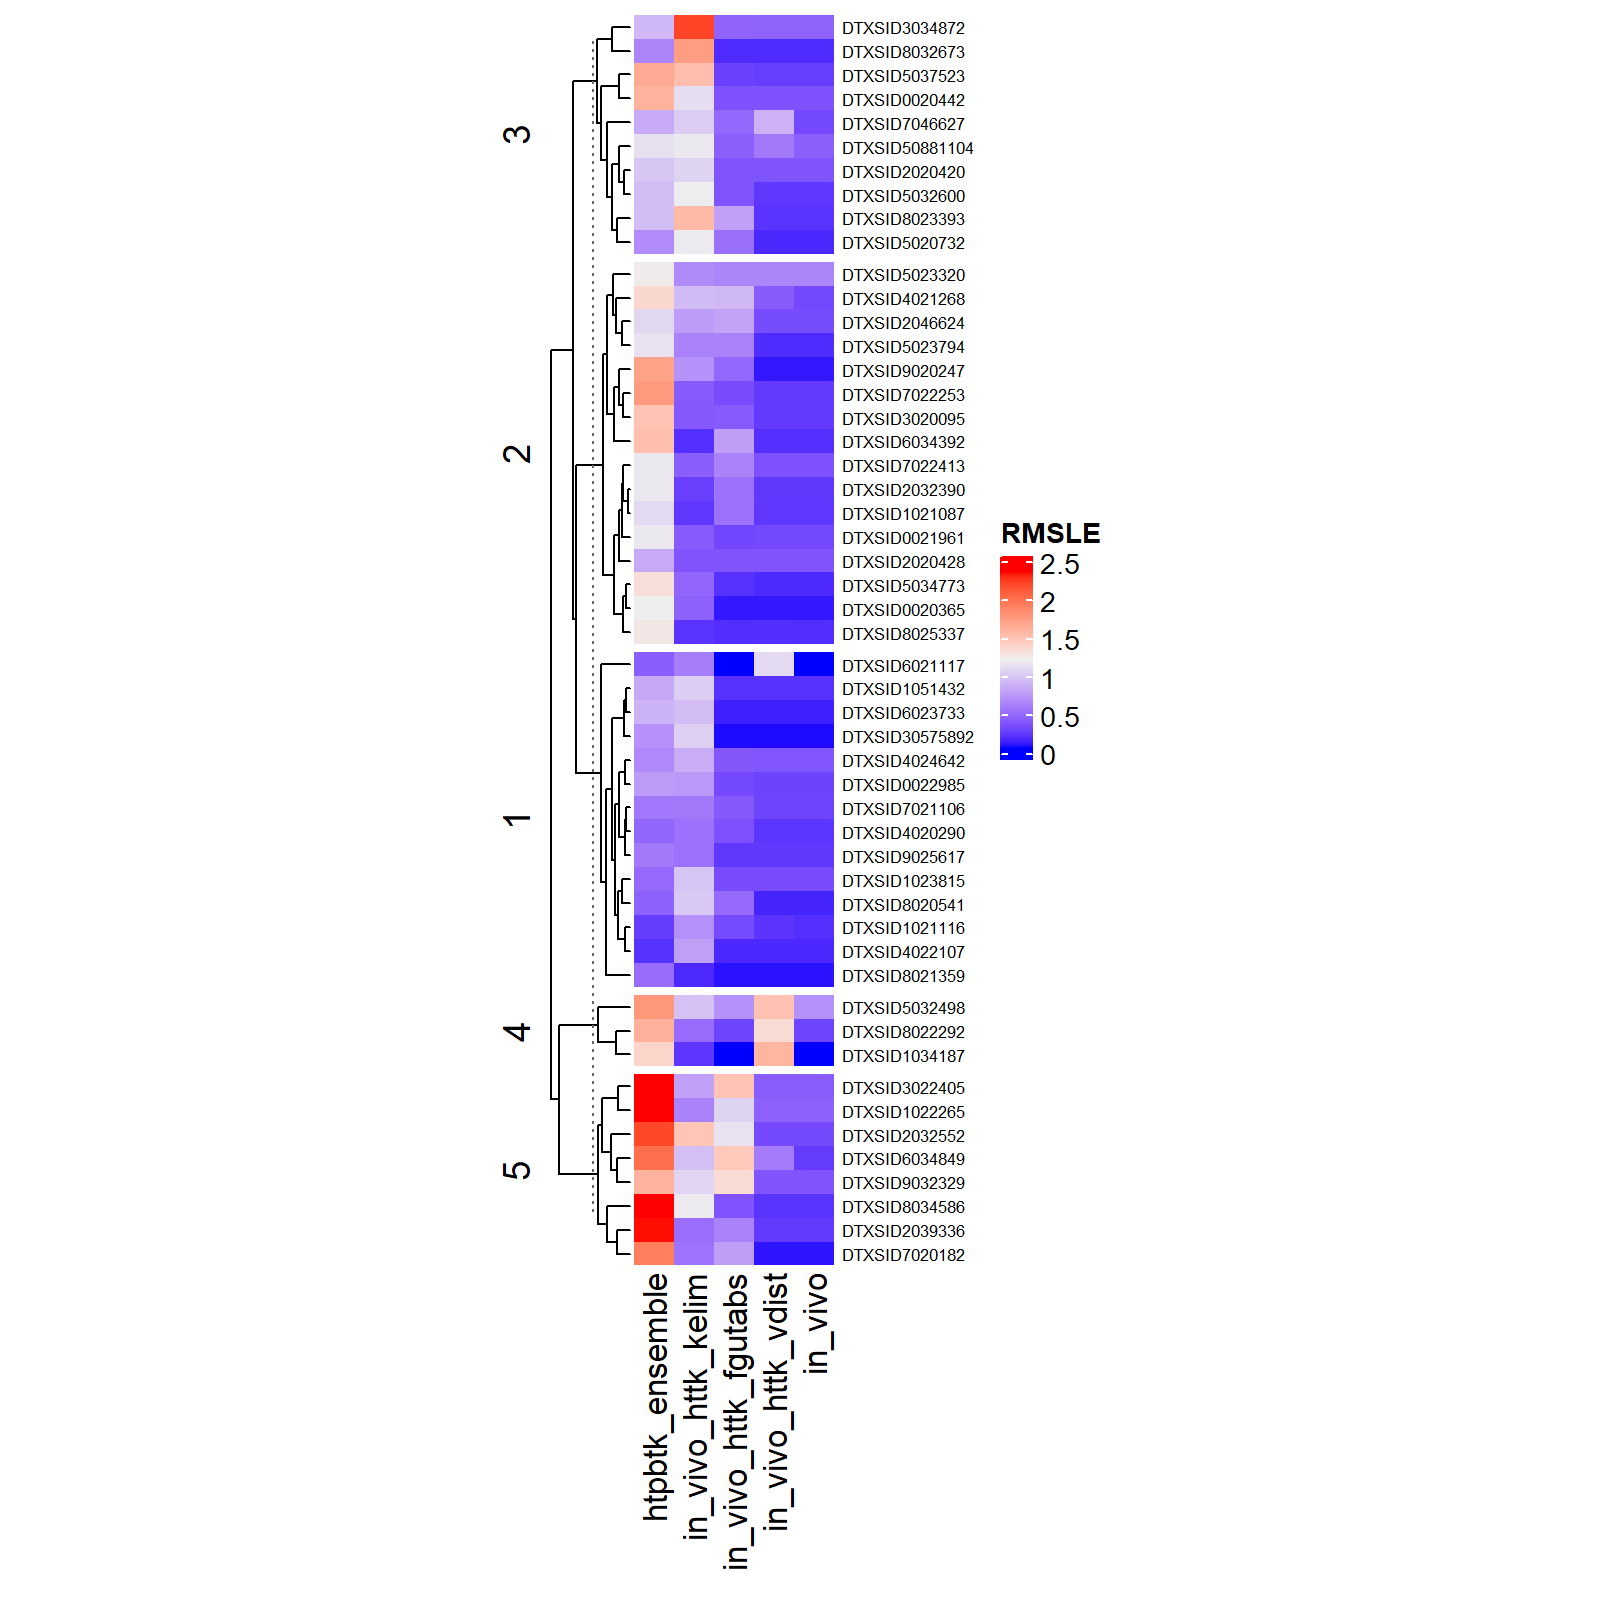 3
DTXSID3034872
DTXSID8032673
DTXSID5037523
DTXSID0020442
DTXSID7046627
DTXSID50881104
DTXSID2020420
DTXSID5032600
DTXSID8023393
DTXSID5020732
2
DTXSID5023320
DTXSID4021268
DTXSID2046624
DTXSID5023794
DTXSID9020247
DTXSID7022253
DTXSID3020095
DTXSID6034392
DTXSID7022413
DTXSID2032390
DTXSID1021087
DTXSID0021961
DTXSID2020428
DTXSID5034773
DTXSID0020365
DTXSID8025337
1
DTXSID6021117
DTXSID1051432
DTXSID6023733
DTXSID30575892
DTXSID4024642
DTXSID0022985
DTXSID7021106
DTXSID4020290
DTXSID9025617
DTXSID1023815
DTXSID8020541
DTXSID1021116
DTXSID4022107
DTXSID8021359
4
DTXSID5032498
DTXSID8022292
DTXSID1034187
5
DTXSID3022405
DTXSID1022265
DTXSID2032552
DTXSID6034849
DTXSID9032329
DTXSID8034586
DTXSID2039336
DTXSID7020182
htpbtk_ensemble
in_vivo_httk_kelim
in_vivo_httk_fgutabs
in_vivo_httk_vdist
in_vivo
RMSLE
2.5
2
1.5
1
0.5
0